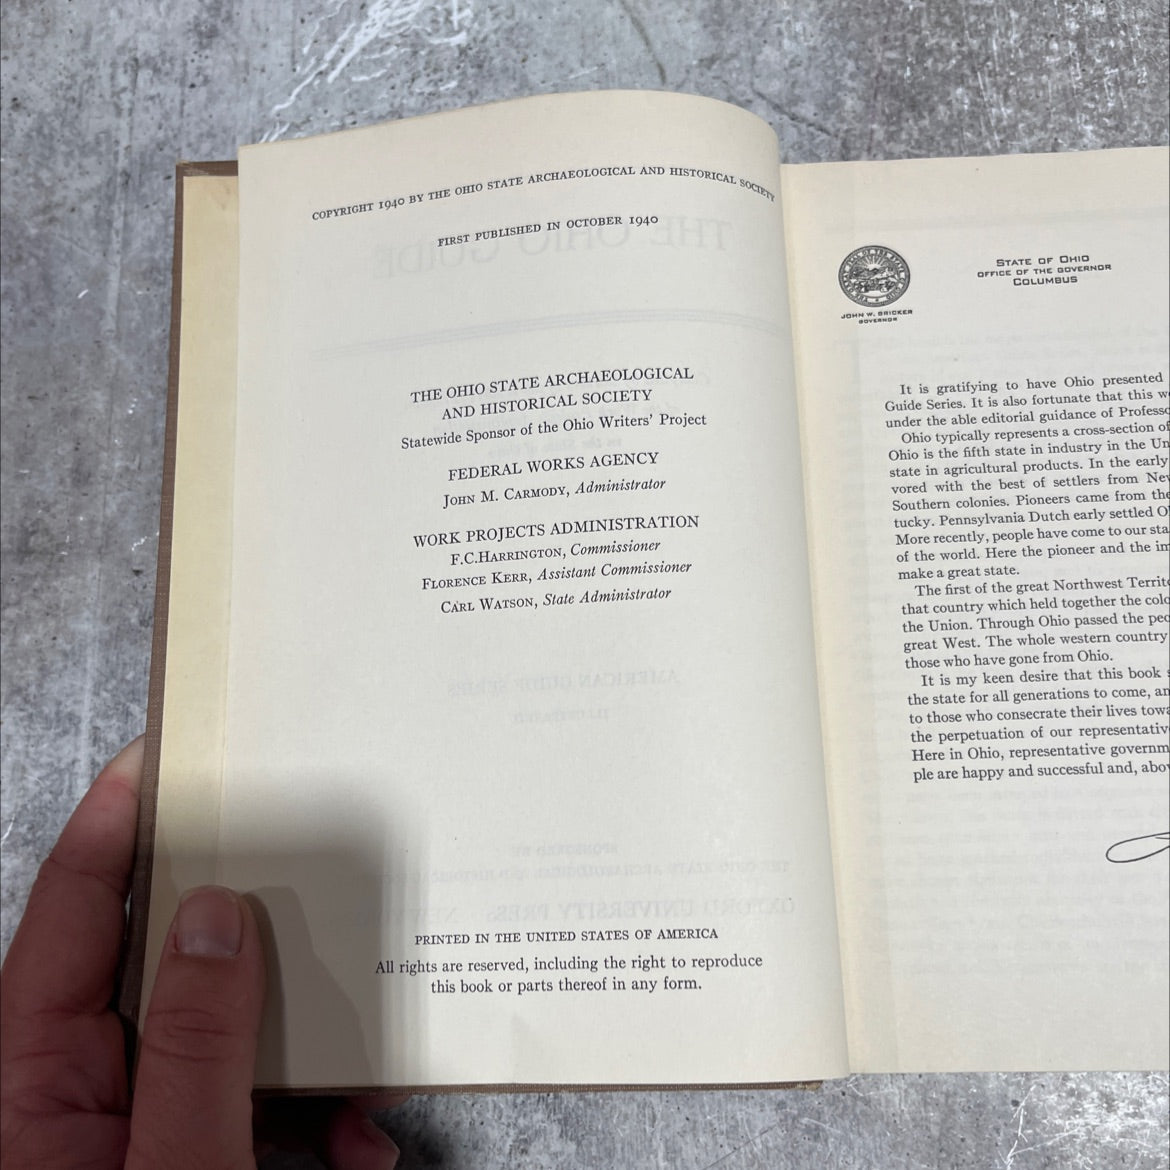 COPYRIGHT 1940 BY THE OHIO STATE ARCHAEOLOGICAL AND HISTORICAL SOCIETY
FIRST PUBLISHED IN OCTOBER 1940
THE OHIO STATE ARCHAEOLOGICAL
AND HISTORICAL SOCIETY
Statewide Sponsor of the Ohio Writers' Project
FEDERAL WORKS AGENCY
JOHN M. CARMODY, Administrator
WORK PROJECTS ADMINISTRATION
F.C.HARRINGTON, Commissioner
FLORENCE KERR, Assistant Commissioner
CARL WATSON, State Administrator
PRINTED IN THE UNITED STATES OF AMERICA
All rights are reserved, including the right to reproduce
this book or parts thereof in any form.
STATE OF OHIO
OFFICE OF THE GOVERNOR
COLUMBUS
JOHN W. BRICKER
GOVERNOR
It is gratifying to have Ohio presented
Guide Series. It is also fortunate that this
under the able editorial guidance of
Ohio typically represents a cross-section of
Ohio is the fifth state in industry in the
state in agricultural products. In the early
vored with the best of settlers from
Southern colonies. Pioneers came from the
tucky. Pennsylvania Dutch early settled
More recently, people have come to our
of the world. Here the pioneer and the
make a great state.
The first of the great Northwest
that country which held together the
the Union. Through Ohio passed the
great West. The whole western country
those who have gone from Ohio.
It is my keen desire that this book
the state for all generations to come,
to those who consecrate their lives
the perpetuation of our
Here in Ohio, representative
ple are happy and successful and,